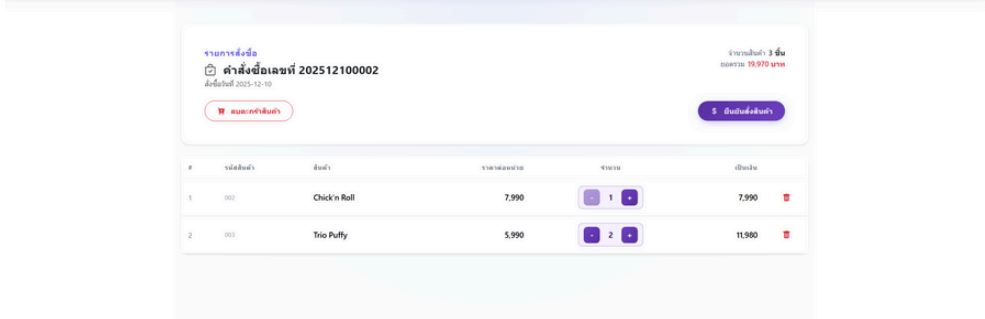 รายการสั่งซื้อ
คำสั่งซื้อเลขที่ 202512100002
สั่งซื้อวันที่ 2025-12-10
จำนวนสินค้า 3 ชิ้น
ยอดรวม 19,970 บาท
ลบตะกร้าสินค้า
$ ยืนยันสั่งสินค้า
# รหัสสินค้า สินค้า ราคาต่อหน่วย จำนวน เป็นเงิน
1 002 Chick'n Roll 7,990 - 1 + 7,990
2 003 Trio Puffy 5,990 - 2 + 11,980